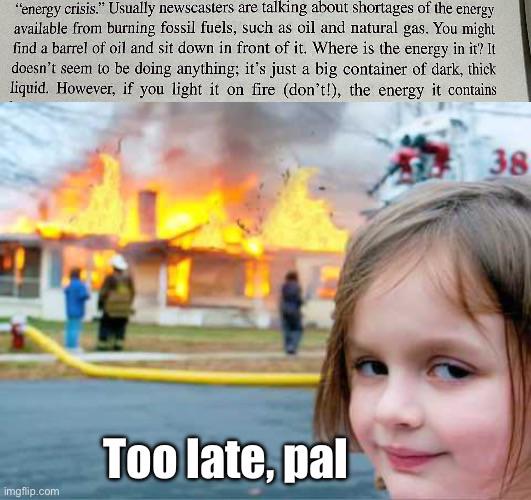 “energy crisis.” Usually newscasters are talking about shortages of the energy
available from burning fossil fuels, such as oil and natural gas. You might
find a barrel of oil and sit down in front of it. Where is the energy in it? It
doesn’t seem to be doing anything; it’s just a big container of dark, thick
liquid. However, if you light it on fire (don’t!), the energy it contains
38
Too late, pal
imgflip.com